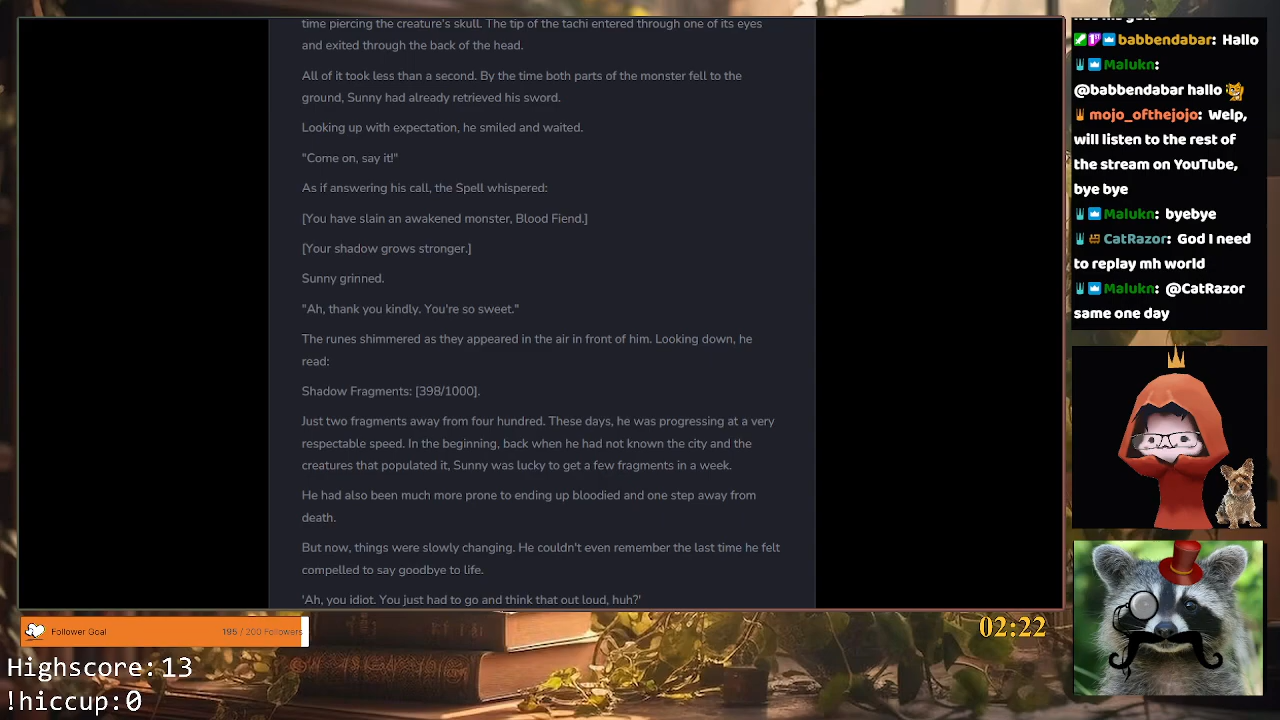 time piercing the creature's skull. The tip of the tachi entered through one of its eyes
and exited through the back of the head.
All of it took less than a second. By the time both parts of the monster fell to the
ground, Sunny had already retrieved his sword.
Looking up with expectation, he smiled and waited.
"Come on, say it!"
As if answering his call, the Spell whispered:
[You have slain an awakened monster, Blood Fiend.]
[Your shadow grows stronger.]
Sunny grinned.
"Ah, thank you kindly. You're so sweet."
The runes shimmered as they appeared in the air in front of him. Looking down, he
read:
Shadow Fragments: [398/1000].
Just two fragments away from four hundred. These days, he was progressing at a very
respectable speed. In the beginning, back when he had not known the city and the
creatures that populated it, Sunny was lucky to get a few fragments in a week.
He had also been much more prone to ending up bloodied and one step away from
death.
But now, things were slowly changing. He couldn't even remember the last time he felt
compelled to say goodbye to life.
'Ah, you idiot. You just had to go and think that out loud, huh?'
babbendabar: Hallo
Malukn:
@babbendabar hallo
mojo_ofthejojo: Welp,
will listen to the rest of
the stream on YouTube,
bye bye
Malukn: byebye
CatRazor: God I need
to replay mh world
Malukn: @CatRazor
same one day
Follower Goal
195 / 200 Followers
02:22
Highscore:13
!hiccup:0